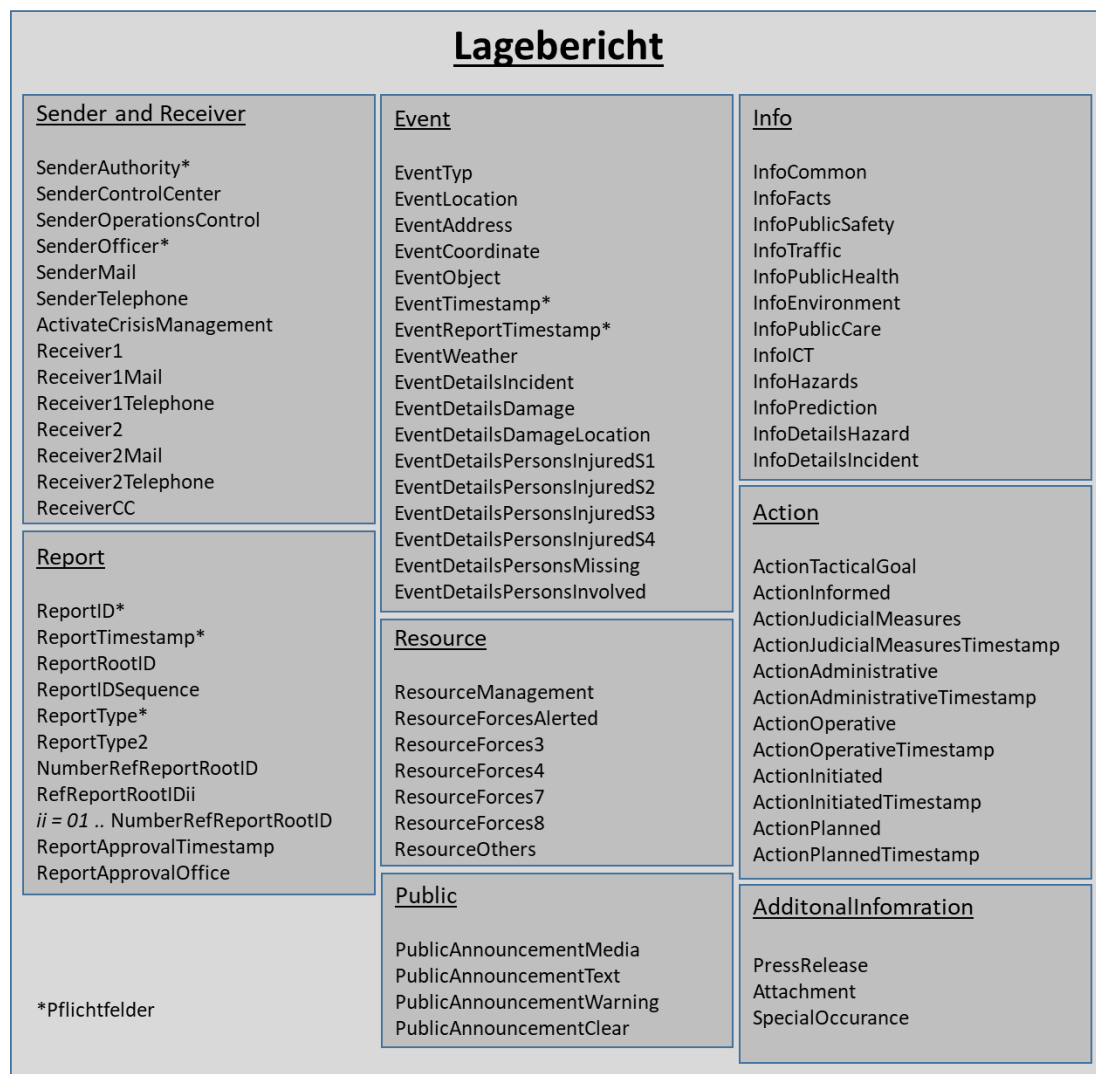 Lagebericht
Sender and Receiver
SenderAuthority*
SenderControlCenter
SenderOperationsControl
SenderOfficer*
SenderMail
SenderTelephone
ActivateCrisisManagement
Receiver1
Receiver1Mail
Receiver1Telephone
Receiver2
Receiver2Mail
Receiver2Telephone
ReceiverCC
Report
ReportID*
ReportTimestamp*
ReportRootID
ReportIDSequence
ReportType*
ReportType2
NumberRefReportRootID
RefReportRootIDii
ii = 01 .. NumberRefReportRootID
ReportApprovalTimestamp
ReportApprovalOffice
*Pflichtfelder
Event
EventTyp
EventLocation
EventAddress
EventCoordinate
EventObject
EventTimestamp*
EventReportTimestamp*
EventWeather
EventDetailsIncident
EventDetailsDamage
EventDetailsDamageLocation
EventDetailsPersonsInjuredS1
EventDetailsPersonsInjuredS2
EventDetailsPersonsInjuredS3
EventDetailsPersonsInjuredS4
EventDetailsPersonsMissing
EventDetailsPersonsInvolved
Resource
ResourceManagement
ResourceForcesAlerted
ResourceForces3
ResourceForces4
ResourceForces7
ResourceForces8
ResourceOthers
Public
PublicAnnouncementMedia
PublicAnnouncementText
PublicAnnouncementWarning
PublicAnnouncementClear
Info
InfoCommon
InfoFacts
InfoPublicSafety
InfoTraffic
InfoPublicHealth
InfoEnvironment
InfoPublicCare
InfoICT
InfoHazards
InfoPrediction
InfoDetailsHazard
InfoDetailsIncident
Action
ActionTacticalGoal
ActionInformed
ActionJudicialMeasures
ActionJudicialMeasuresTimestamp
ActionAdministrative
ActionAdministrativeTimestamp
ActionOperative
ActionOperativeTimestamp
ActionInitiated
ActionInitiatedTimestamp
ActionPlanned
ActionPlannedTimestamp
AdditonalInfomration
PressRelease
Attachment
SpecialOccurance